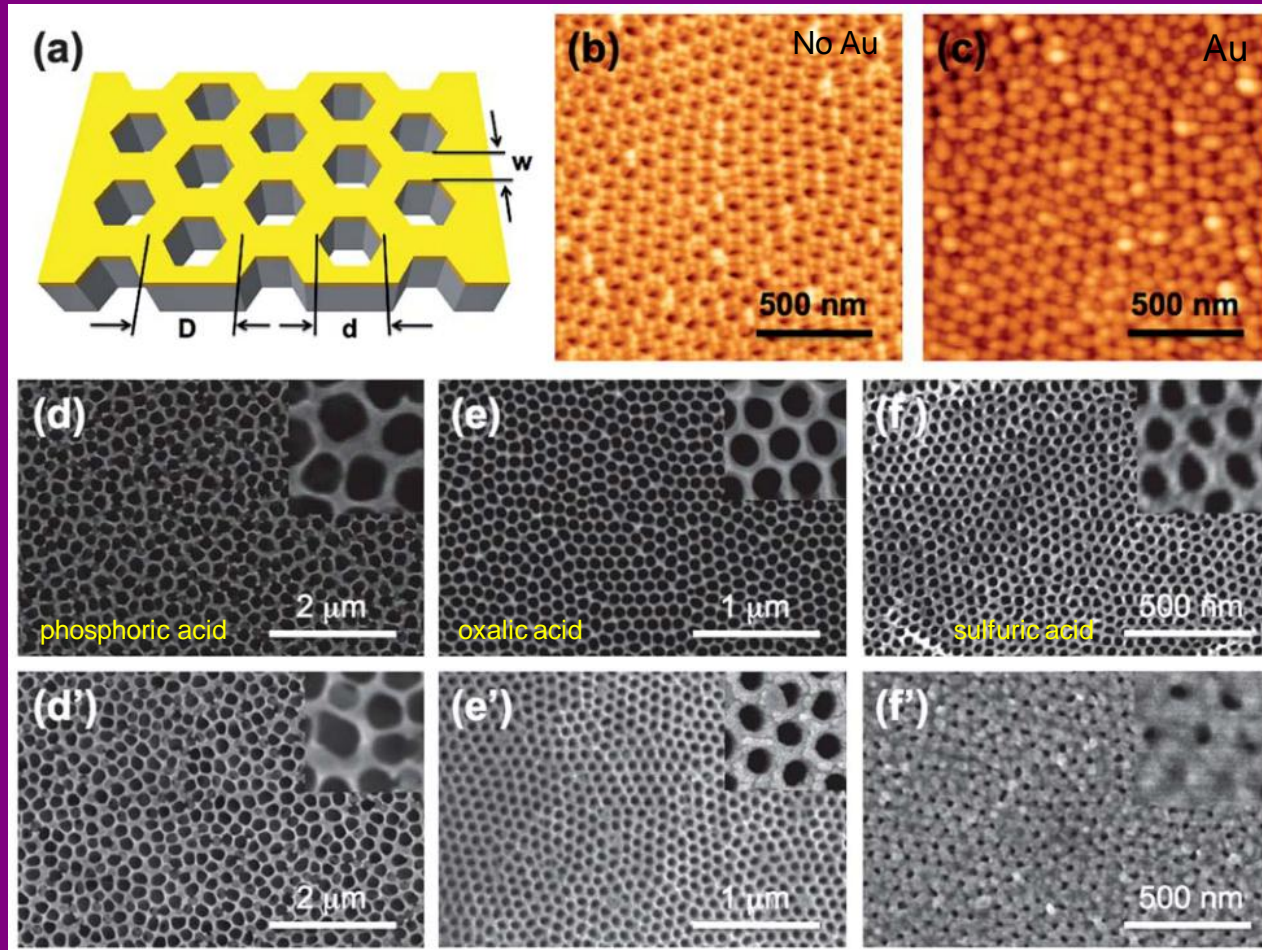 (a)
w
D
d
(b)
No Au
500 nm
(c)
Au
500 nm
(d)
phosphoric acid
2 μm
(e)
oxalic acid
1 μm
(f)
sulfuric acid
500 nm
(d')
2 μm
(e')
1 μm
(f')
500 nm